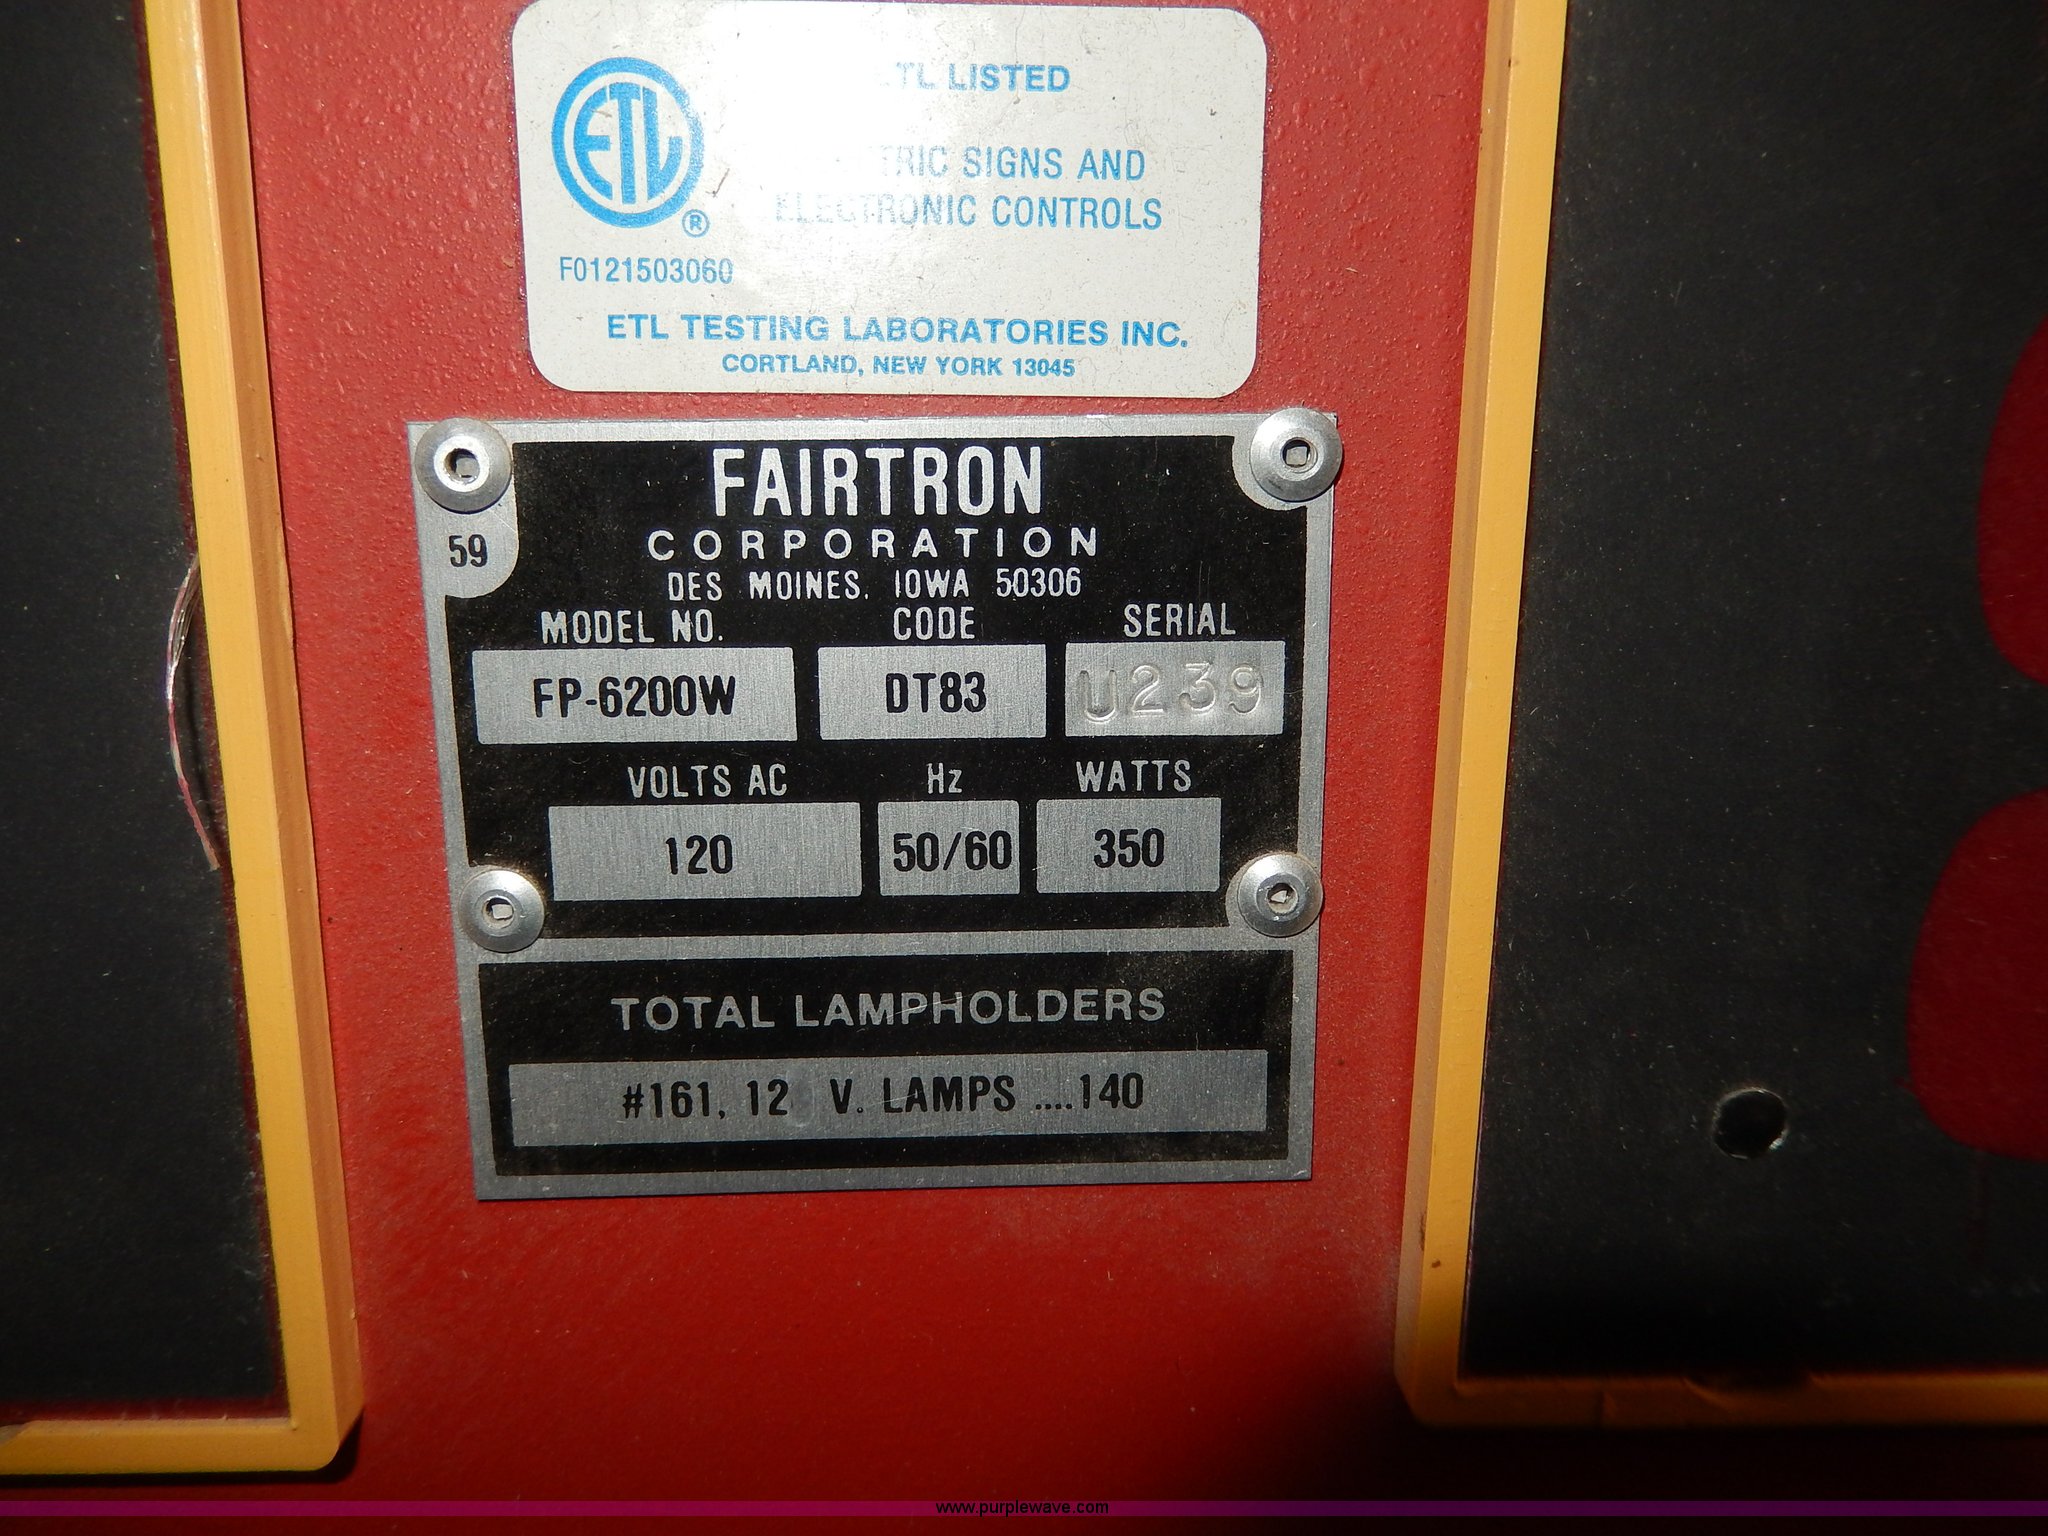 ETL LISTED
ETL
®
SIGNS AND
ELECTRONIC CONTROLS
F0121503060
ETL TESTING LABORATORIES INC.
CORTLAND, NEW YORK 13045
FAIRTRON
CORPORATION
59
DES MOINES, IOWA 50306
MODEL NO. CODE SERIAL
FP-6200W DT83 U239
VOLTS AC Hz WATTS
120 50/60 350
TOTAL LAMPHOLDERS
#161, 12 V. LAMPS ....140
www.purplewave.com